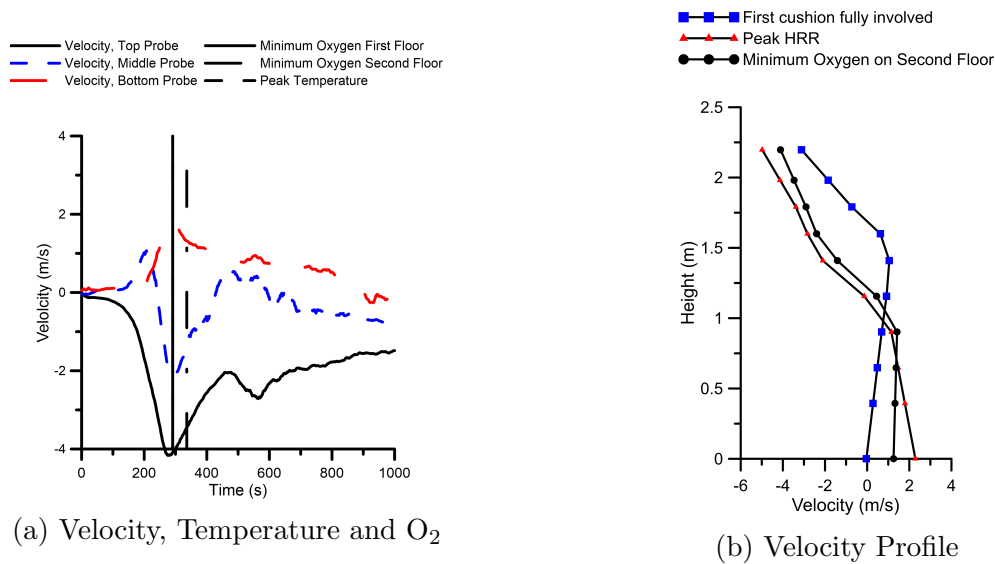 Velocity, Top Probe
Velocity, Middle Probe
Velocity, Bottom Probe
Minimum Oxygen First Floor
Minimum Oxygen Second Floor
Peak Temperature
4
2
0
-2
-4
Velolcity (m/s)
0 200 400 600 800 1000
Time (s)
(a) Velocity, Temperature and O2
First cushion fully involved
Peak HRR
Minimum Oxygen on Second Floor
2.5
2
1.5
1
0.5
0
Height (m)
-6 -4 -2 0 2 4
Velocity (m/s)
(b) Velocity Profile